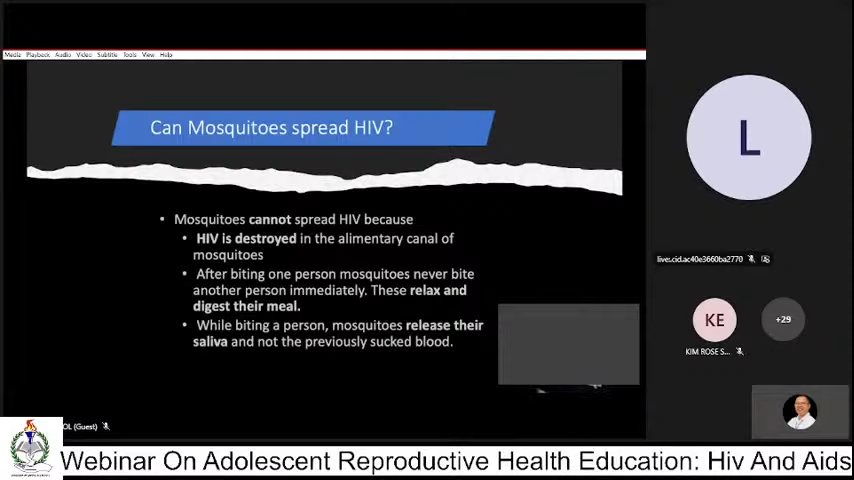 Media Playback Audio Video Subtitle Tools View Help
Can Mosquitoes spread HIV?
• Mosquitoes cannot spread HIV because
• HIV is destroyed in the alimentary canal of
mosquitoes
• After biting one person mosquitoes never bite
another person immediately. These relax and
digest their meal.
• While biting a person, mosquitoes release their
saliva and not the previously sucked blood.
L
live:cid.ac40e3660ba2770
KE
+29
KIM ROSE S...
OL (Guest)
Webinar On Adolescent Reproductive Health Education: Hiv And Aids